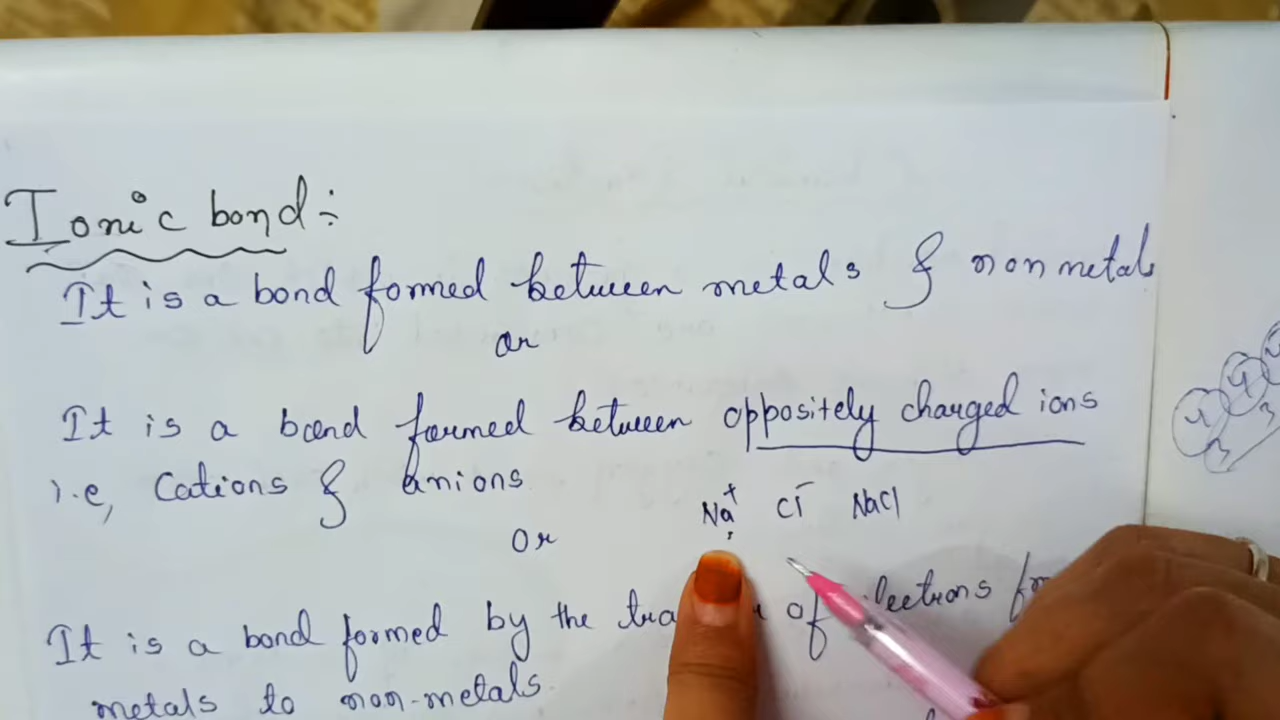 Ionic bond :-
It is a bond formed between metals & non metals
or
It is a bond formed between oppositely charged ions
i.e, Cations & anions
Na⁺ Cl⁻ NaCl
Or
It is a bond formed by the of electrons
metals to non-metals.